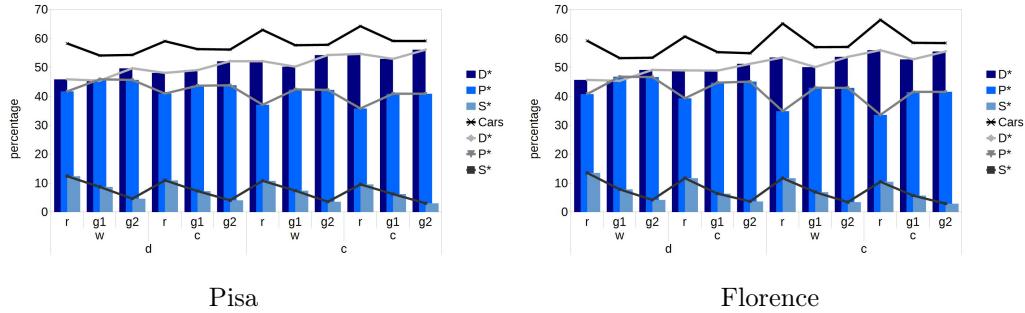 70
60
50
40
30
20
10
0
percentage
r g1 g2 r g1 g2 r g1 g2 r g1 g2
w c w c
d c
D*
P*
S*
Cars
D*
P*
S*
Pisa
70
60
50
40
30
20
10
0
percentage
r g1 g2 r g1 g2 r g1 g2 r g1 g2
w c w c
d c
D*
P*
S*
Cars
D*
P*
S*
Florence